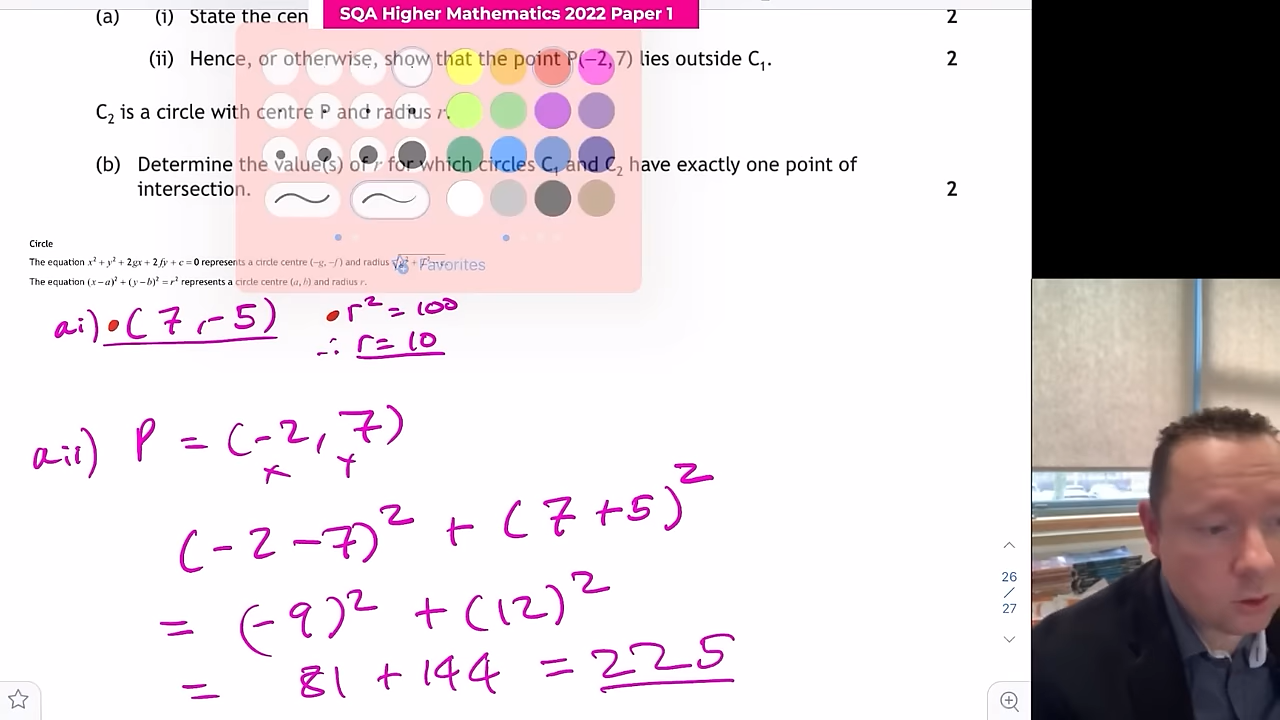 SQA Higher Mathematics 2022 Paper 1
(a) (i) State the cen 2
(ii) Hence, or otherwise, show that the point P(−2,7) lies outside C₁. 2
C₂ is a circle with centre P and radius r.
(b) Determine the value(s) of r for which circles C₁ and C₂ have exactly one point of
intersection. 2
Circle
The equation x² + y² + 2gx + 2fy + c = 0 represents a circle centre (−g, −f) and radius
The equation (x − a)² + (y − b)² = r² represents a circle centre (a, b) and radius r.
Favorites
ai) • (7, -5) • r² = 100
∴ r = 10
aii) P = (-2, 7)
x y
(-2 -7)² + (7 +5)²
= (-9)² + (12)²
= 81 + 144 = 225
26
/
27